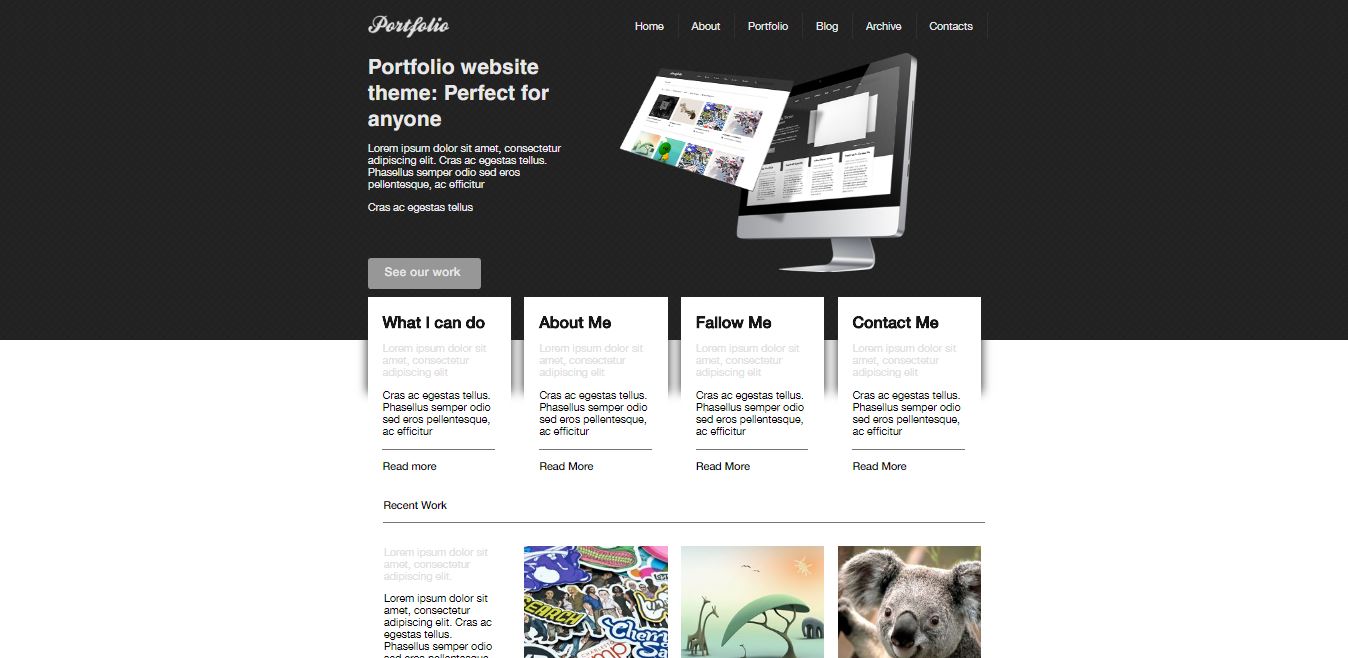 Portfolio
Home
About
Portfolio
Blog
Archive
Contacts
Portfolio website
theme: Perfect for
anyone
Lorem ipsum dolor sit amet, consectetur
adipiscing elit. Cras ac egestas tellus.
Phasellus semper odio sed eros
pellentesque, ac efficitur
Cras ac egestas tellus
See our work
What I can do
Lorem ipsum dolor sit
amet, consectetur
adipiscing elit
Cras ac egestas tellus.
Phasellus semper odio
sed eros pellentesque,
ac efficitur
Read more
About Me
Lorem ipsum dolor sit
amet, consectetur
adipiscing elit
Cras ac egestas tellus.
Phasellus semper odio
sed eros pellentesque,
ac efficitur
Read More
Fallow Me
Lorem ipsum dolor sit
amet, consectetur
adipiscing elit
Cras ac egestas tellus.
Phasellus semper odio
sed eros pellentesque,
ac efficitur
Read More
Contact Me
Lorem ipsum dolor sit
amet, consectetur
adipiscing elit
Cras ac egestas tellus.
Phasellus semper odio
sed eros pellentesque,
ac efficitur
Read More
Recent Work
Lorem ipsum dolor sit
amet, consectetur
adipiscing elit.
Lorem ipsum dolor sit
amet, consectetur
adipiscing elit. Cras ac
egestas tellus.
Phasellus semper odio
sed eros pellentesque,
SEARCH